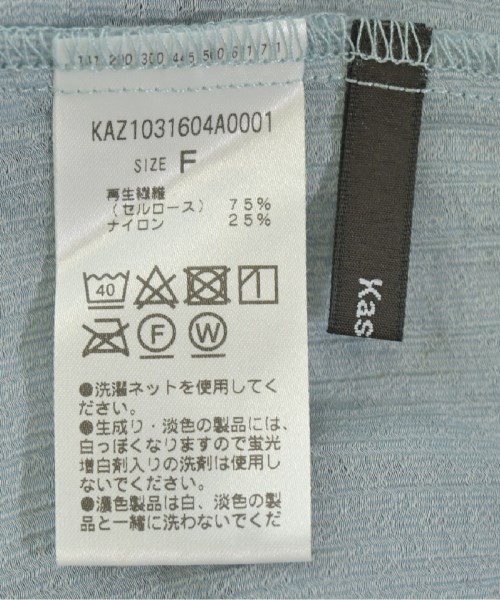 KAZ1031604A0001
SIZE F
再生繊維
(セルロース) 75%
ナイロン 25%
40
F W
●洗濯ネットを使用してく
ださい。
●生成り・淡色の製品には、
白っぽくなりますので蛍光
増白剤入りの洗剤は使用し
ないでください。
●濃色製品は白、淡色の製
品と一緒に洗わないでくだ
Kas